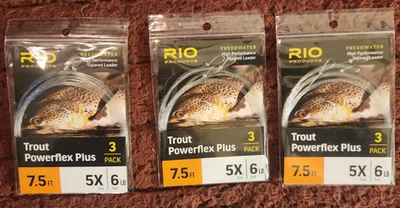 RIO
PRODUCTS
FRESHWATER
High Performance
Tapered Leader
Trout
Powerflex Plus
3
PACK
7.5 FT
5X
6 LB
RIO
PRODUCTS
FRESHWATER
High Performance
Tapered Leader
Trout
Powerflex Plus
3
PACK
7.5 FT
5X
6 LB
RIO
PRODUCTS
FRESHWATER
High Performance
Tapered Leader
Trout
Powerflex Plus
3
PACK
7.5 FT
5X
6 LB